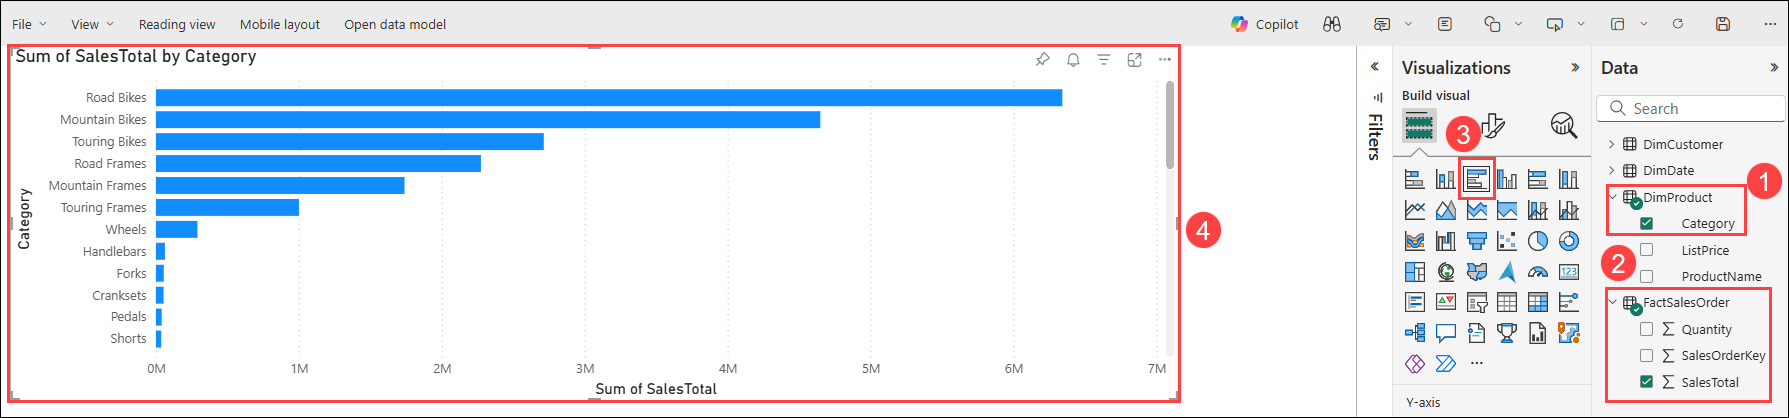 File View Reading view Mobile layout Open data model Copilot
Sum of SalesTotal by Category
Category
Road Bikes
Mountain Bikes
Touring Bikes
Road Frames
Mountain Frames
Touring Frames
Wheels
Handlebars
Forks
Cranksets
Pedals
Shorts
0M 1M 2M 3M 4M 5M 6M 7M
Sum of SalesTotal
4
Filters
Visualizations
Build visual
3
123
Y-axis
Data
Search
DimCustomer
DimDate
1
DimProduct
Category
2
ListPrice
ProductName
FactSalesOrder
Quantity
SalesOrderKey
SalesTotal